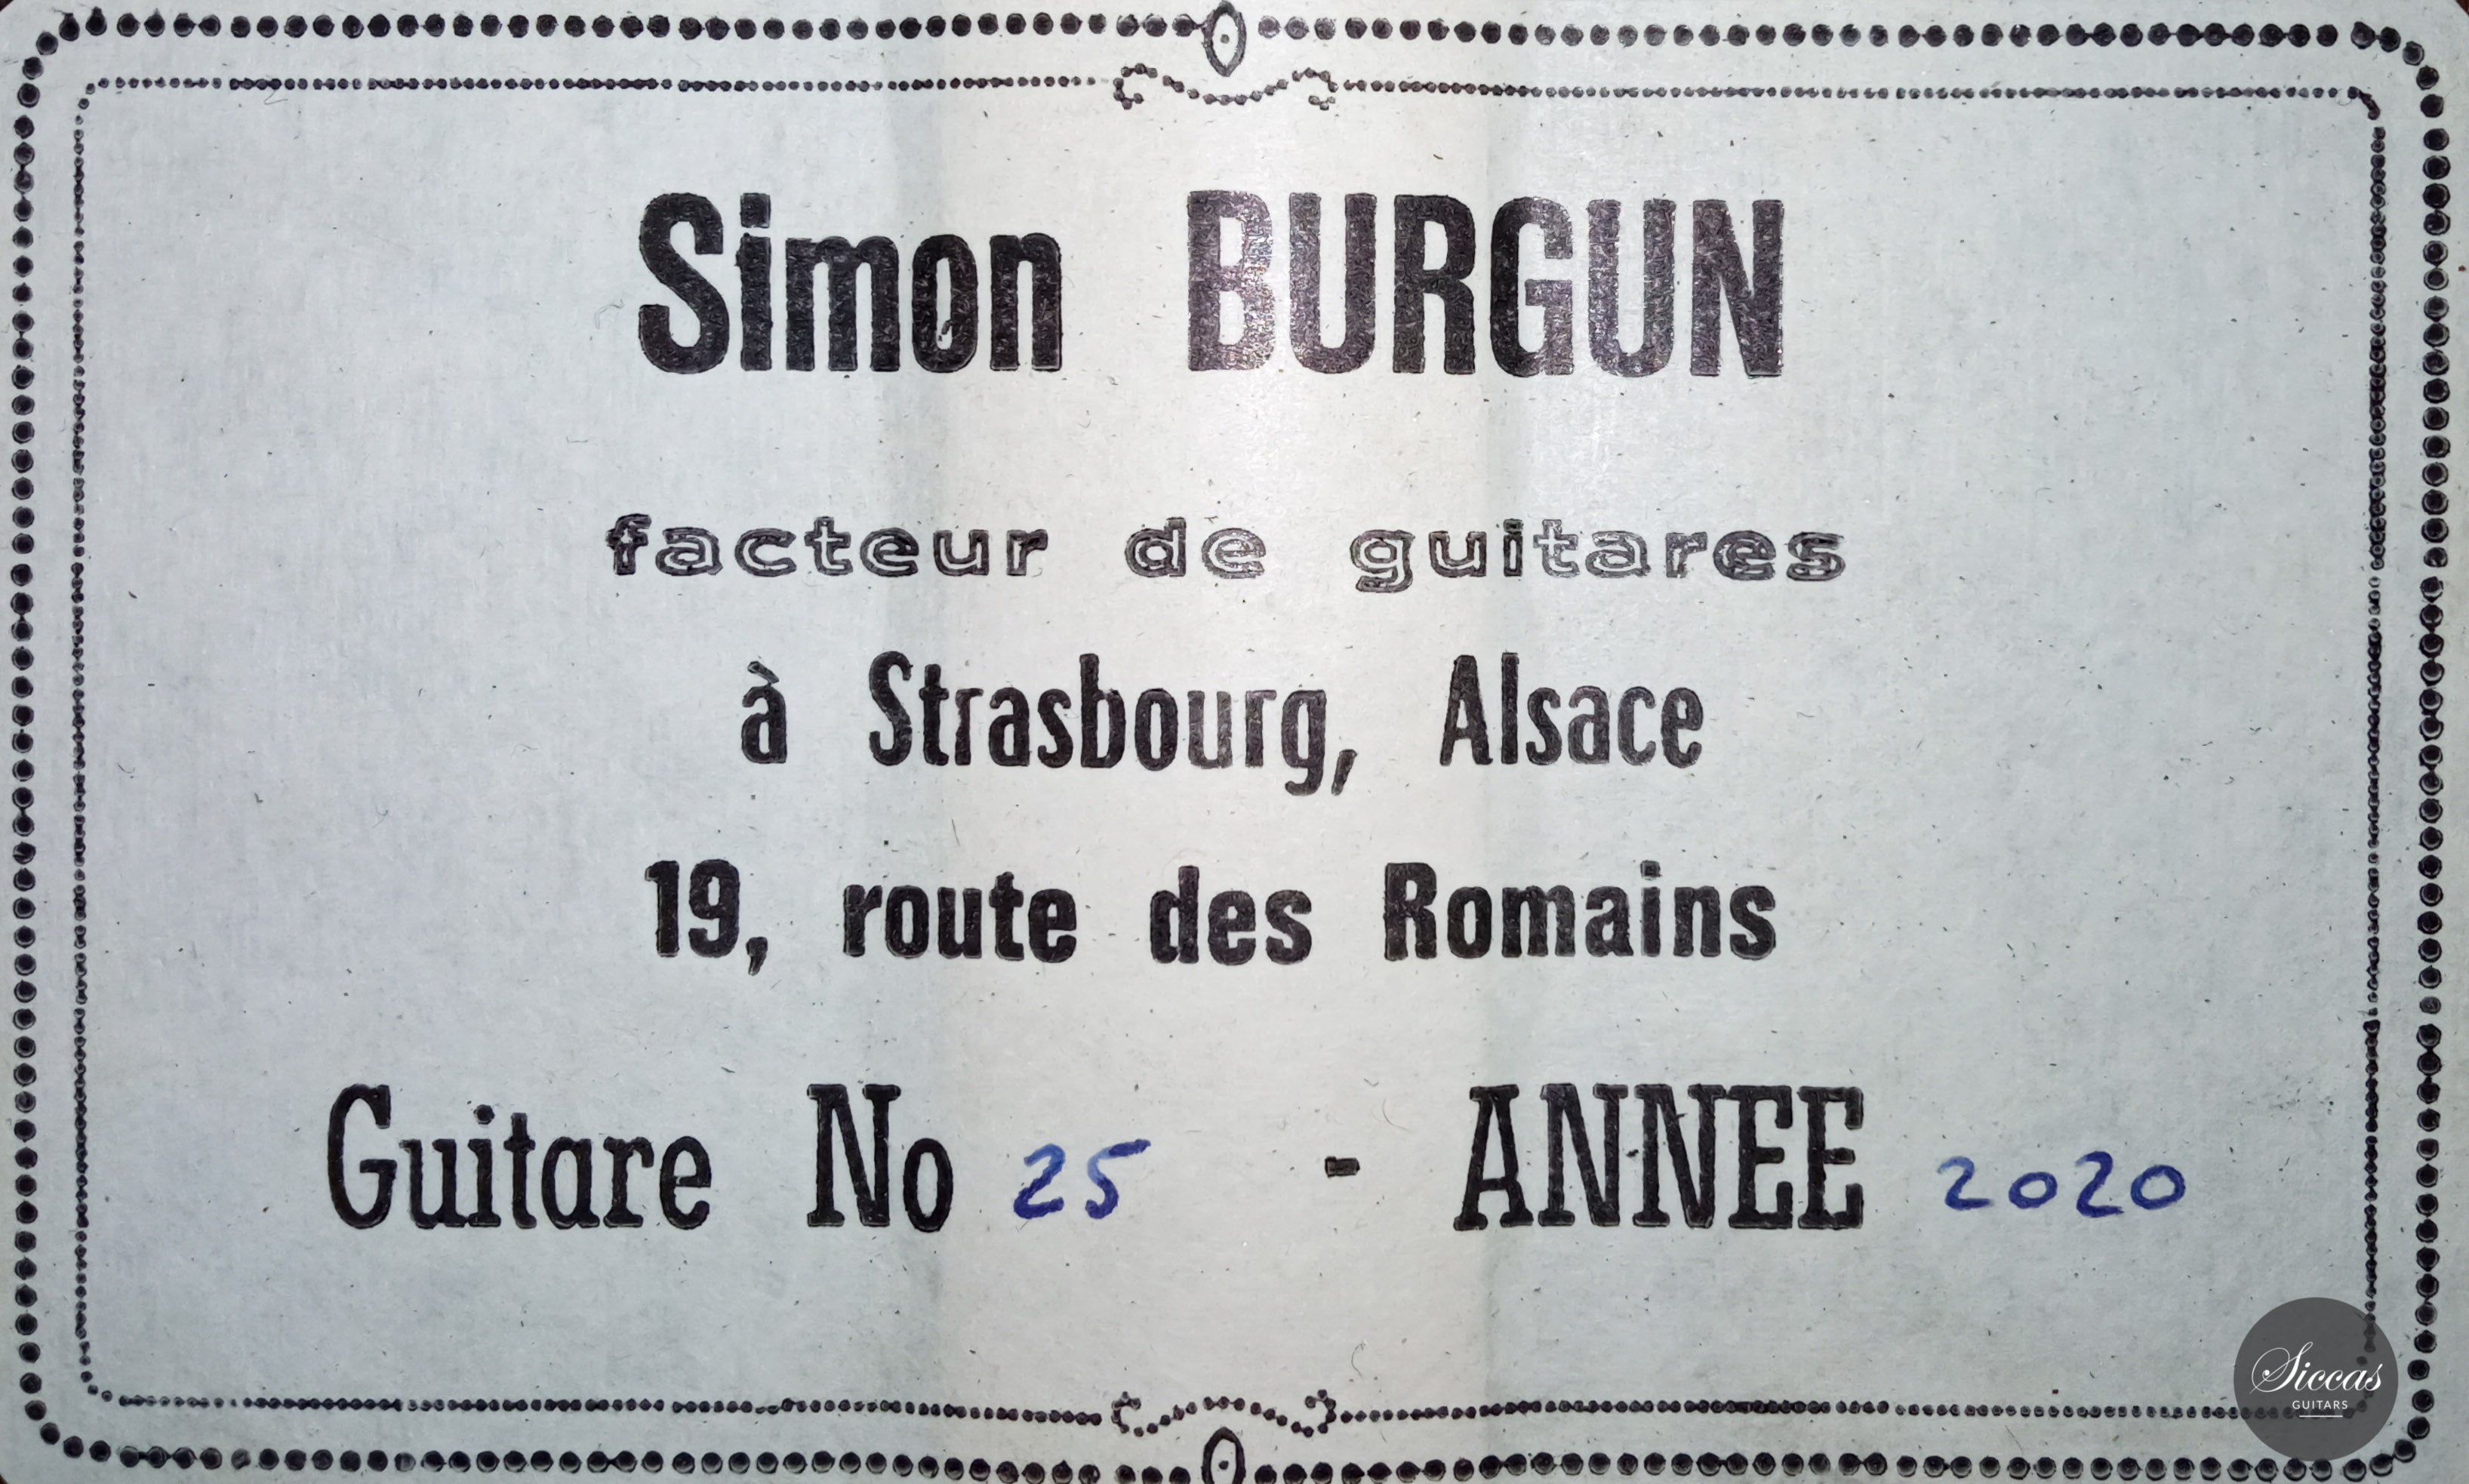 Simon BURGUN
facteur de guitares
à Strasbourg, Alsace
19, route des Romains
Guitare No 25 - ANNEE 2020
Siccas
GUITARS